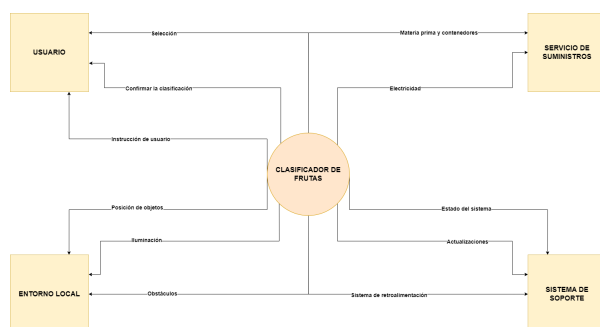 Selección
Materia prima y contenedores
USUARIO
SERVICIO DE
SUMINISTROS
Confirmar la clasificación
Electricidad
Instrucción de usuario
CLASIFICADOR DE
FRUTAS
Posición de objetos
Estado del sistema
Iluminación
Actualizaciones
ENTORNO LOCAL
Obstáculos
Sistema de retroalimentación
SISTEMA DE
SOPORTE